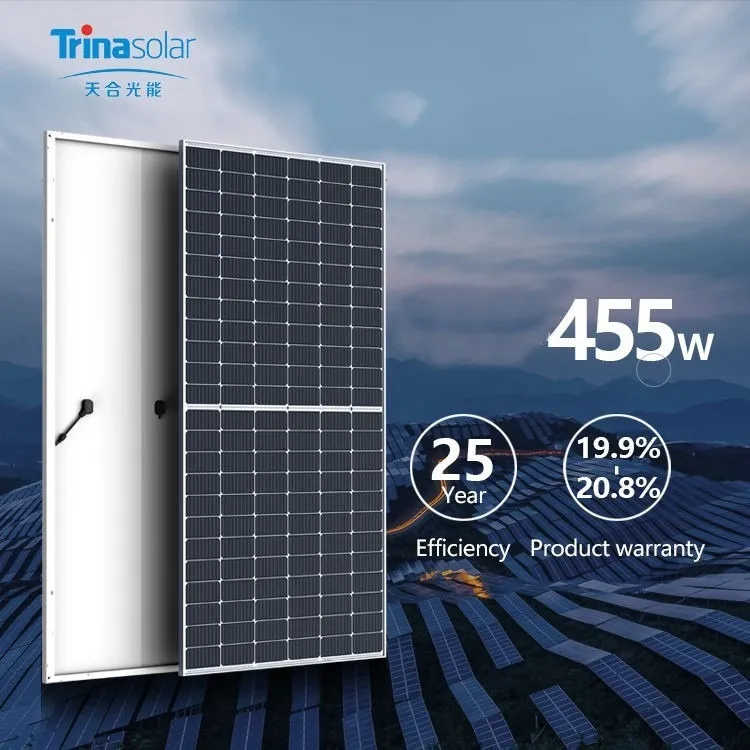 Trinasolar
天合光能
455W
25
Year
19.9%
-
20.8%
Efficiency
Product warranty